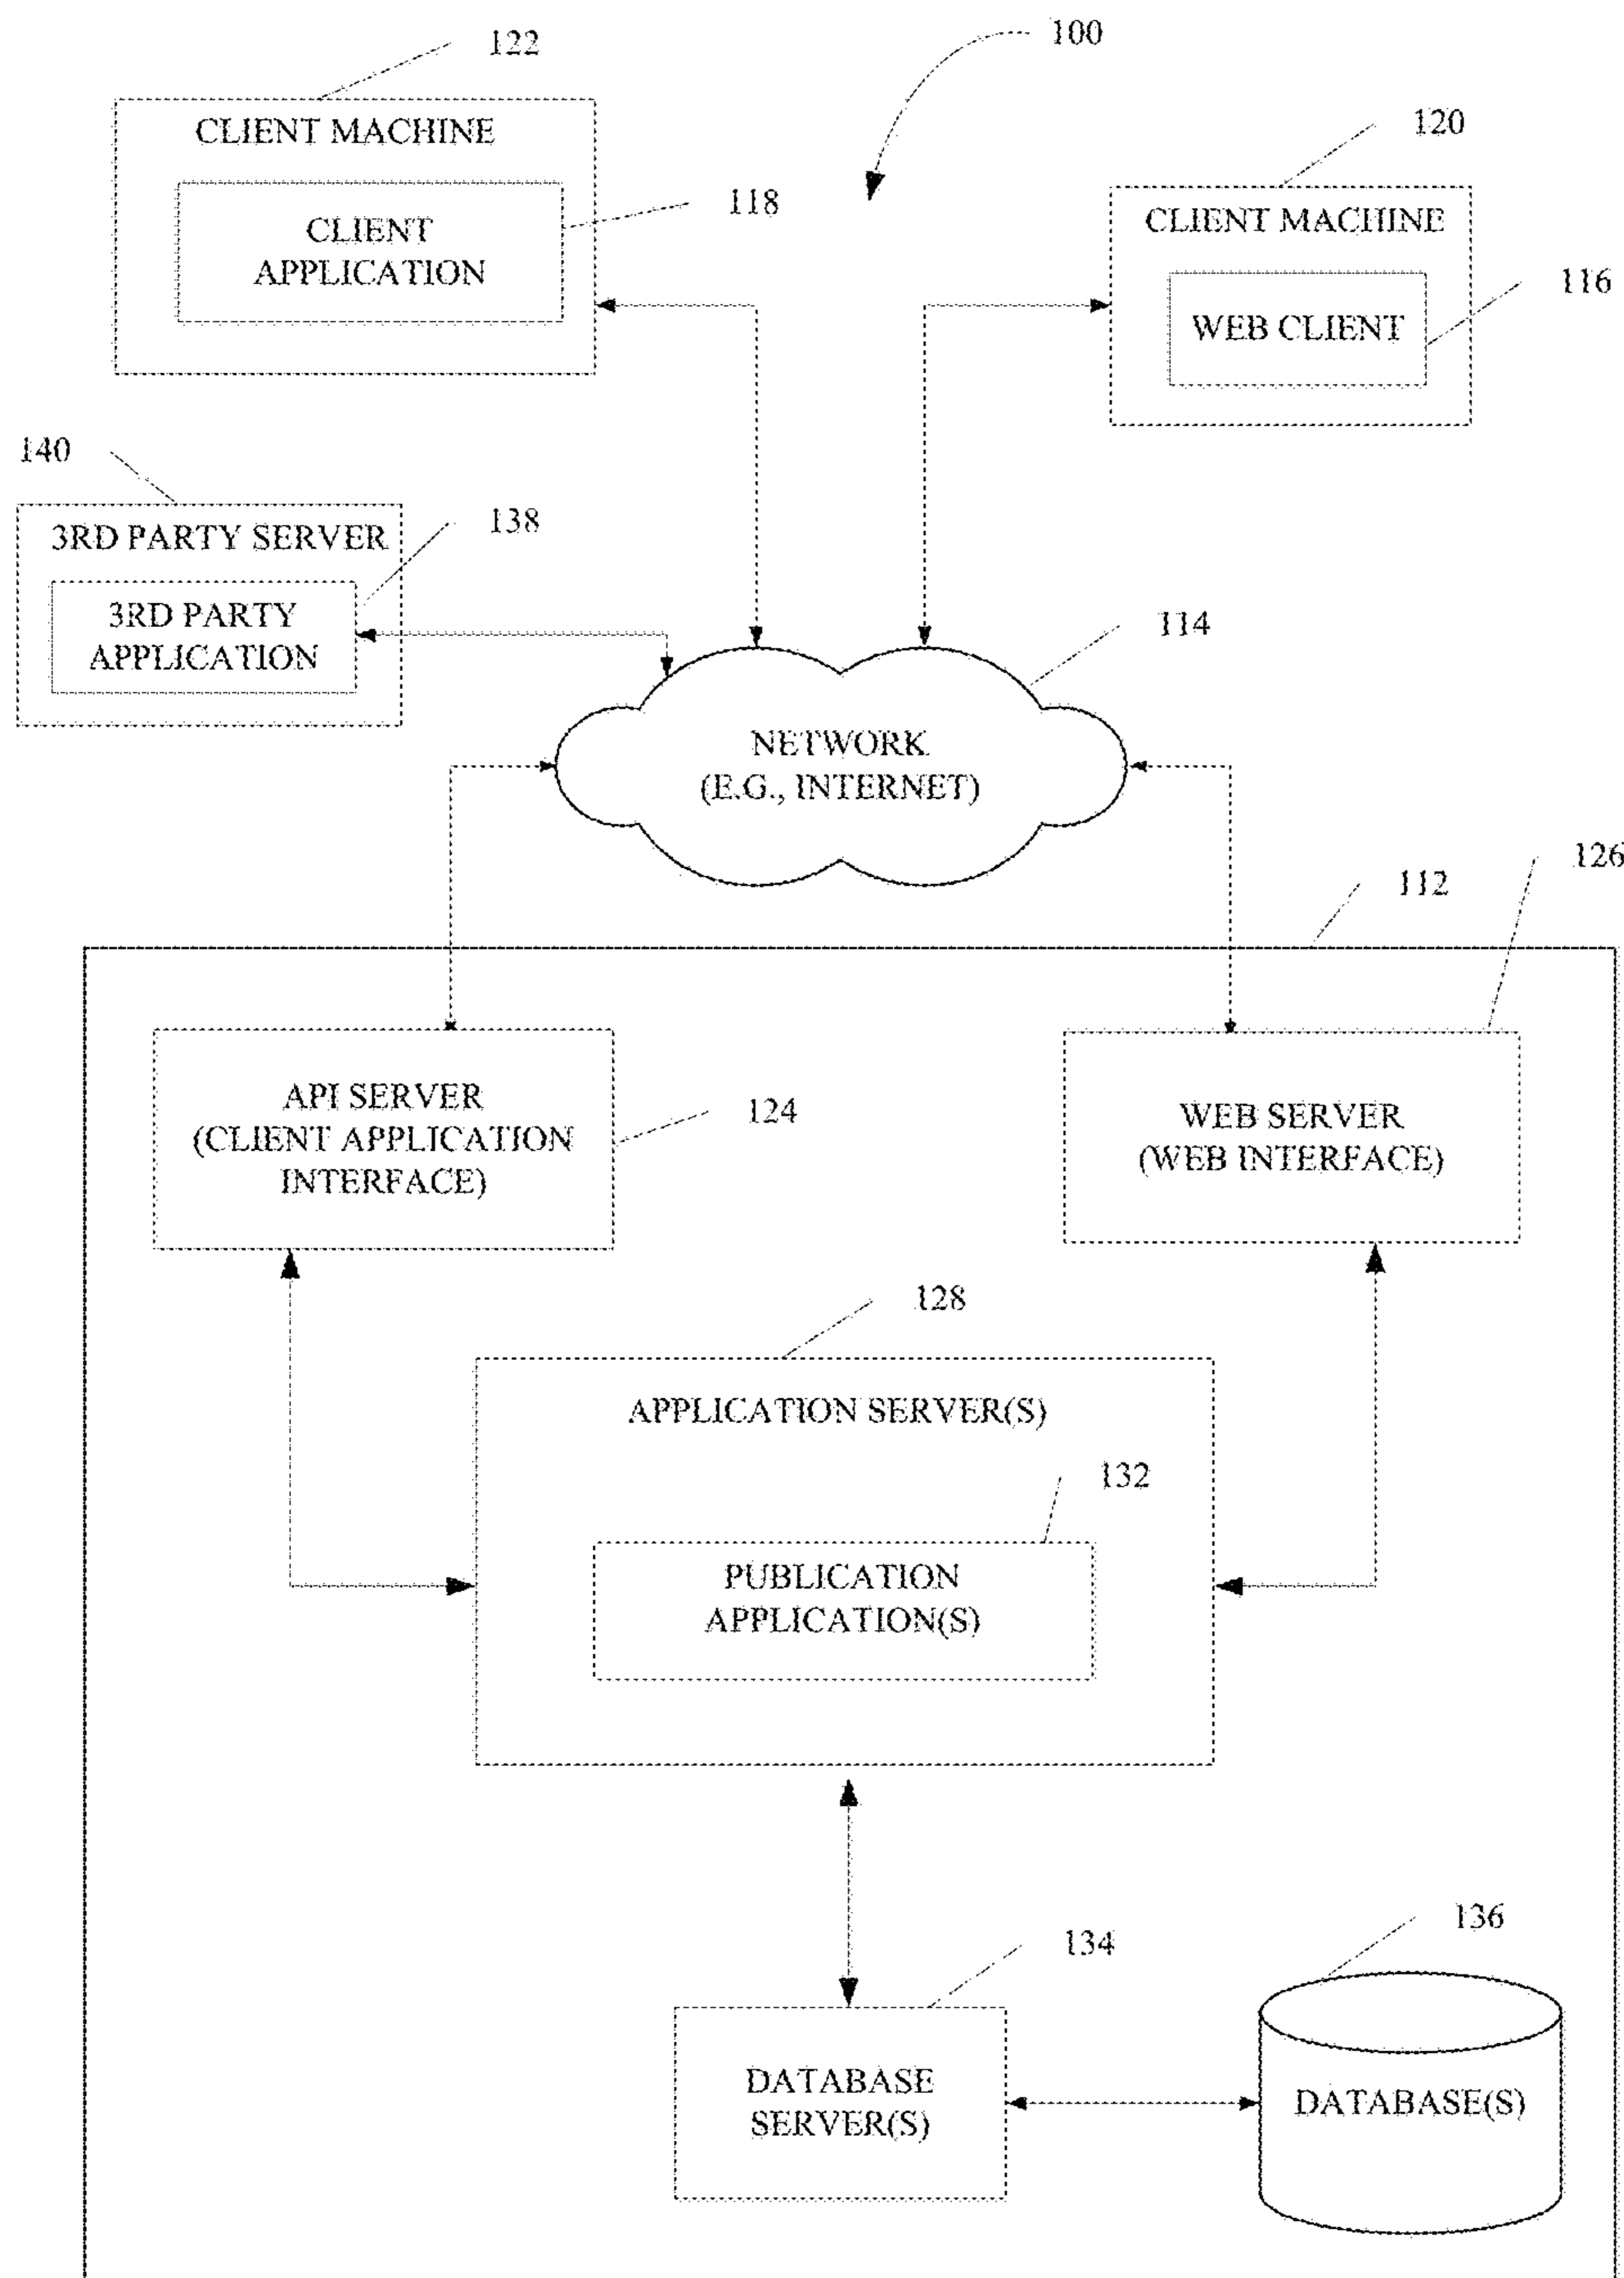 100
122
CLIENT MACHINE
118
CLIENT
APPLICATION
120
CLIENT MACHINE
116
WEB CLIENT
140
3RD PARTY SERVER
138
3RD PARTY
APPLICATION
114
NETWORK
(E.G., INTERNET)
126
112
API SERVER
(CLIENT APPLICATION
INTERFACE)
124
WEB SERVER
(WEB INTERFACE)
128
APPLICATION SERVER(S)
132
PUBLICATION
APPLICATION(S)
134
DATABASE
SERVER(S)
136
DATABASE(S)